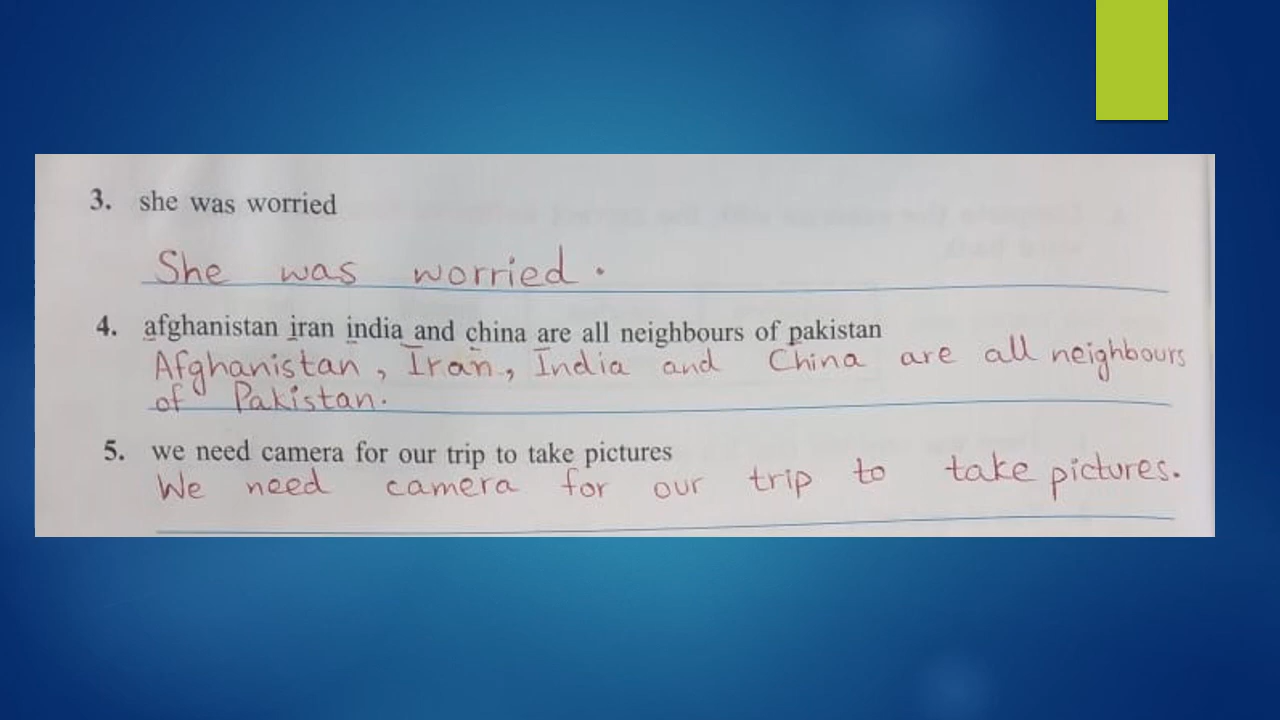 3. she was worried
She was worried.
4. afghanistan iran india and china are all neighbours of pakistan
Afghanistan, Iran, India and China are all neighbours
of Pakistan.
5. we need camera for our trip to take pictures
We need camera for our trip to take pictures.